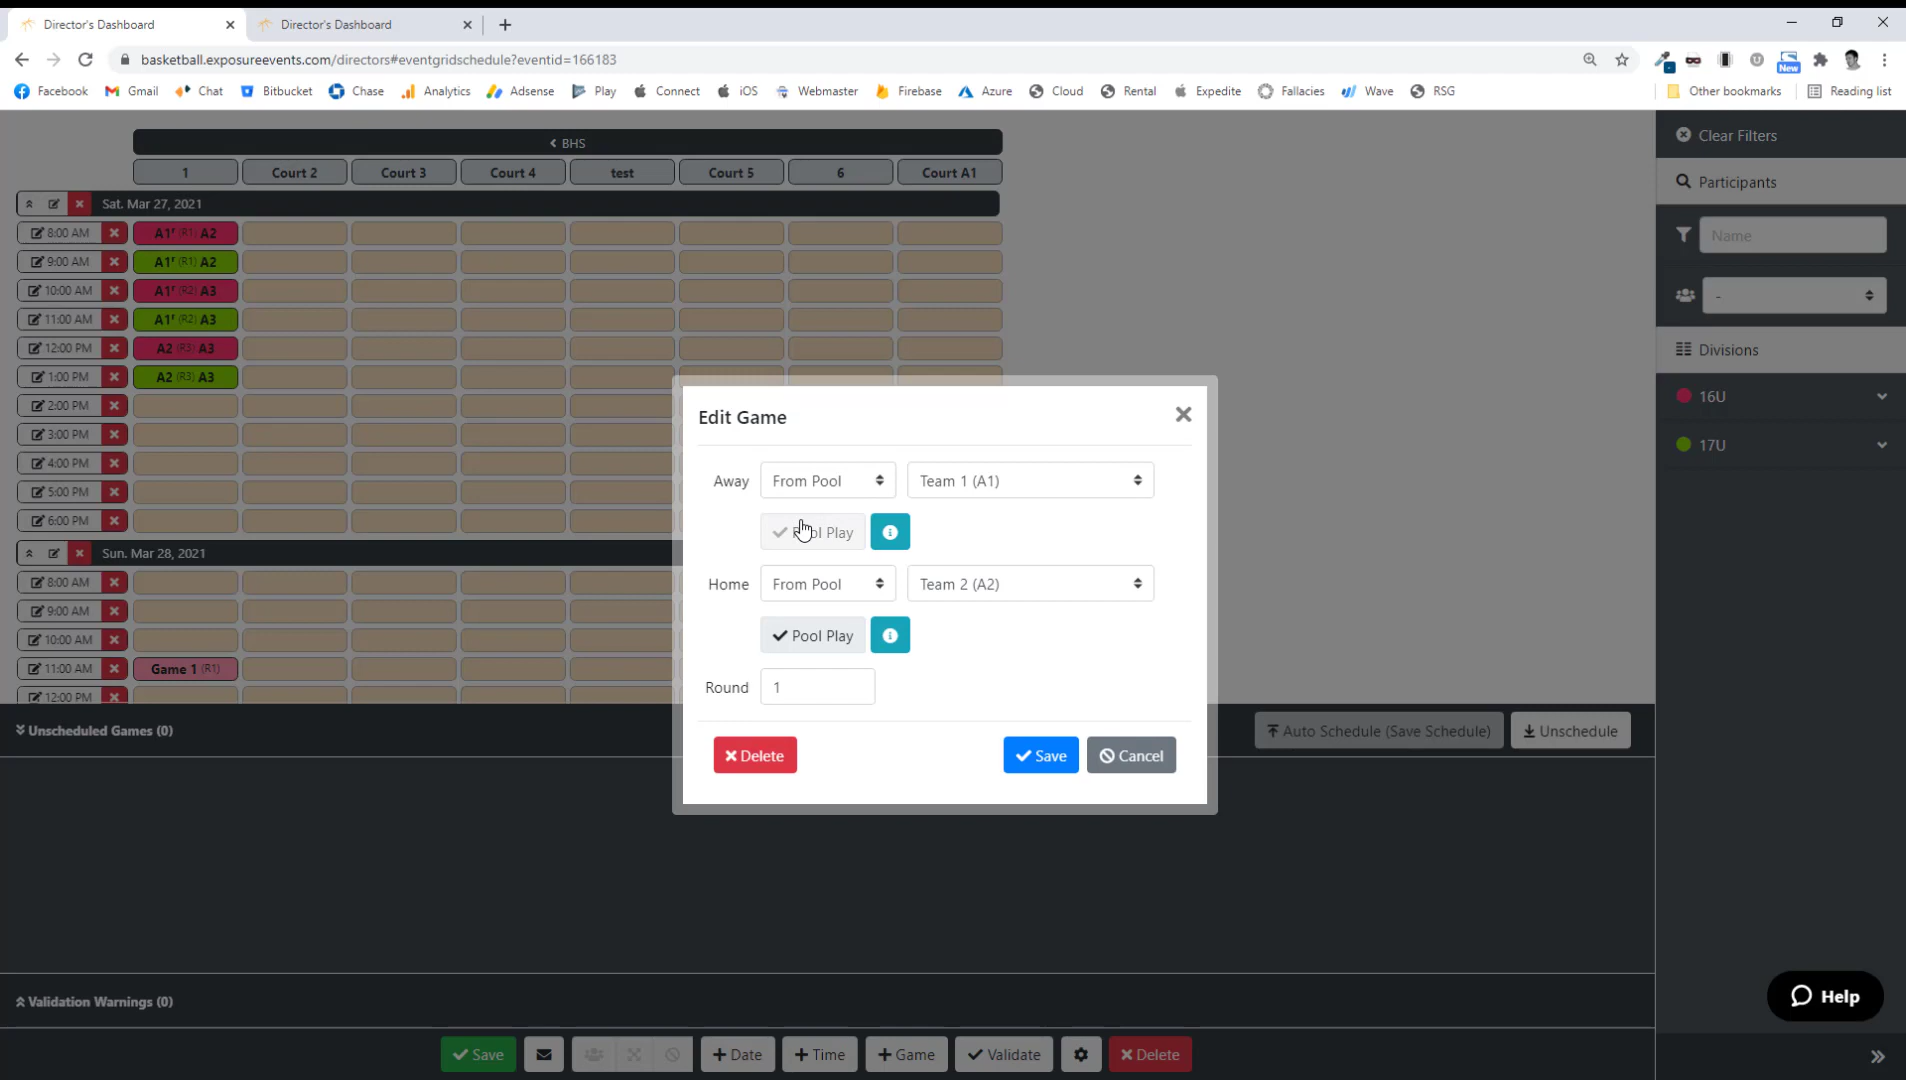 Director's Dashboard
Director's Dashboard
basketball.exposureevents.com/directors#eventgridschedule?eventid=166183
New
Facebook Gmail Chat Bitbucket Chase Analytics Adsense Play Connect iOS Webmaster Firebase Azure Cloud Rental Expedite Fallacies Wave RSG Other bookmarks Reading list
BHS
1 Court 2 Court 3 Court 4 test Court 5 6 Court A1
Sat. Mar 27, 2021
8:00 AM A1r (R1) A2
9:00 AM A1r (R1) A2
10:00 AM A1r (R2) A3
11:00 AM A1r (R2) A3
12:00 PM A2 (R3) A3
1:00 PM A2 (R3) A3
2:00 PM
3:00 PM
4:00 PM
5:00 PM
6:00 PM
Sun. Mar 28, 2021
8:00 AM
9:00 AM
10:00 AM
11:00 AM Game 1 (R1)
12:00 PM
Clear Filters
Participants
Name
-
Divisions
16U
17U
Edit Game
Away From Pool Team 1 (A1)
Pool Play
Home From Pool Team 2 (A2)
Pool Play
Round 1
Delete Save Cancel
Unscheduled Games (0) Auto Schedule (Save Schedule) Unschedule
Validation Warnings (0)
Help
Save Date Time Game Validate Delete